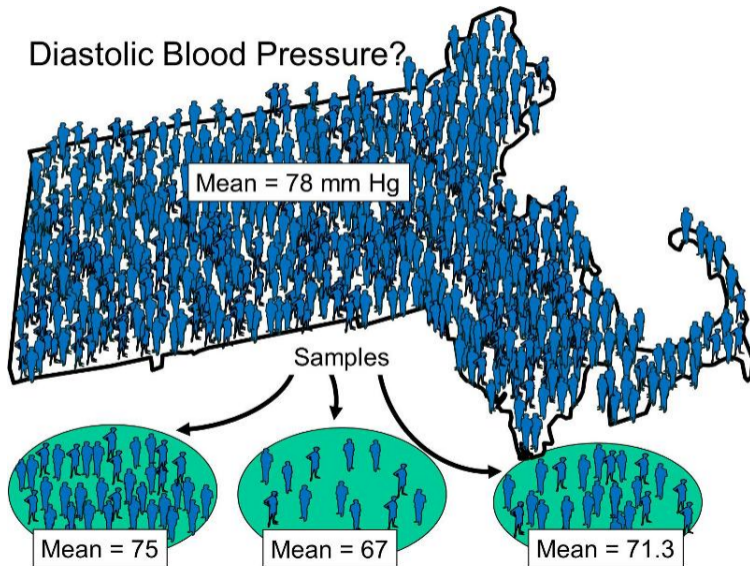 Diastolic Blood Pressure?
Mean = 78 mm Hg
Samples
Mean = 75
Mean = 67
Mean = 71.3